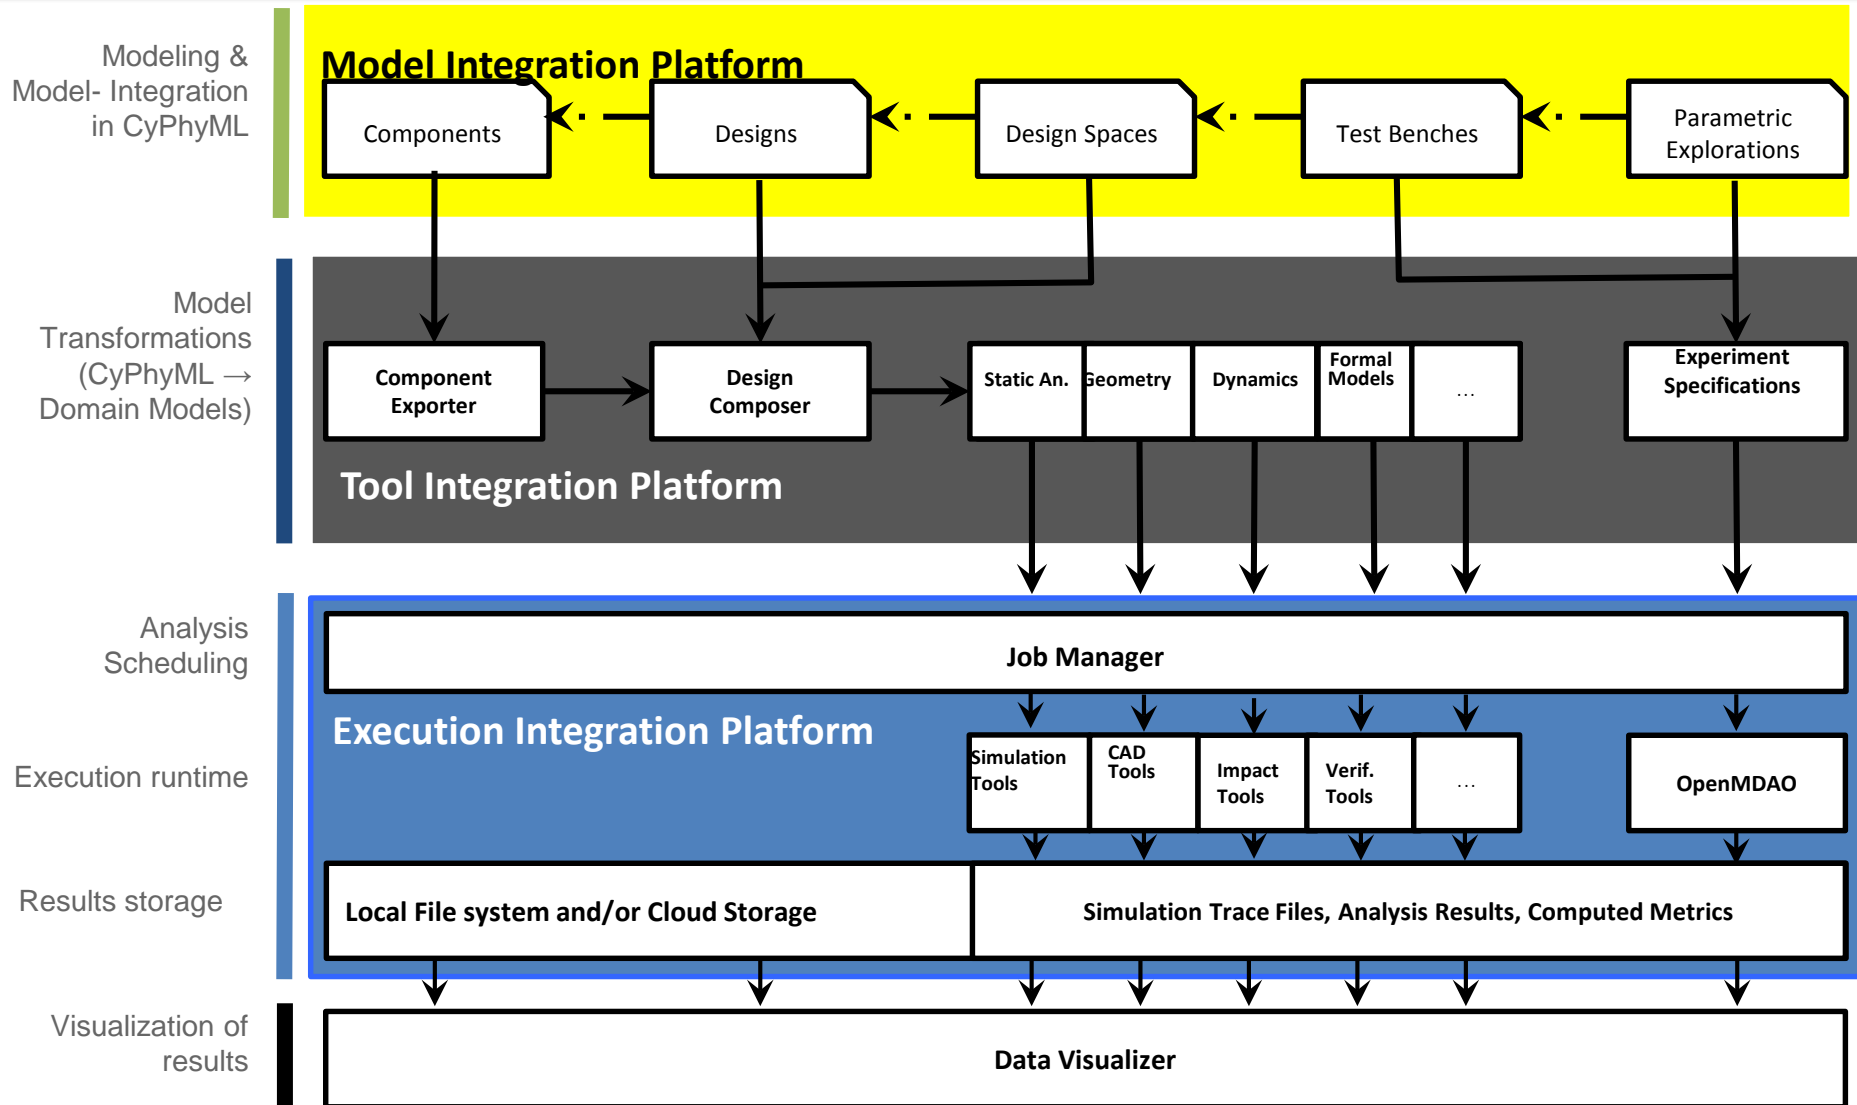 Modeling &
Model- Integration
in CyPhyML
Model Integration Platform
Components
Designs
Design Spaces
Test Benches
Parametric
Explorations
Model
Transformations
(CyPhyML →
Domain Models)
Component
Exporter
Design
Composer
Static An.
Geometry
Dynamics
Formal
Models
...
Experiment
Specifications
Tool Integration Platform
Analysis
Scheduling
Job Manager
Execution Integration Platform
Execution runtime
Simulation
Tools
CAD
Tools
Impact
Tools
Verif.
Tools
...
OpenMDAO
Results storage
Local File system and/or Cloud Storage
Simulation Trace Files, Analysis Results, Computed Metrics
Visualization of
results
Data Visualizer